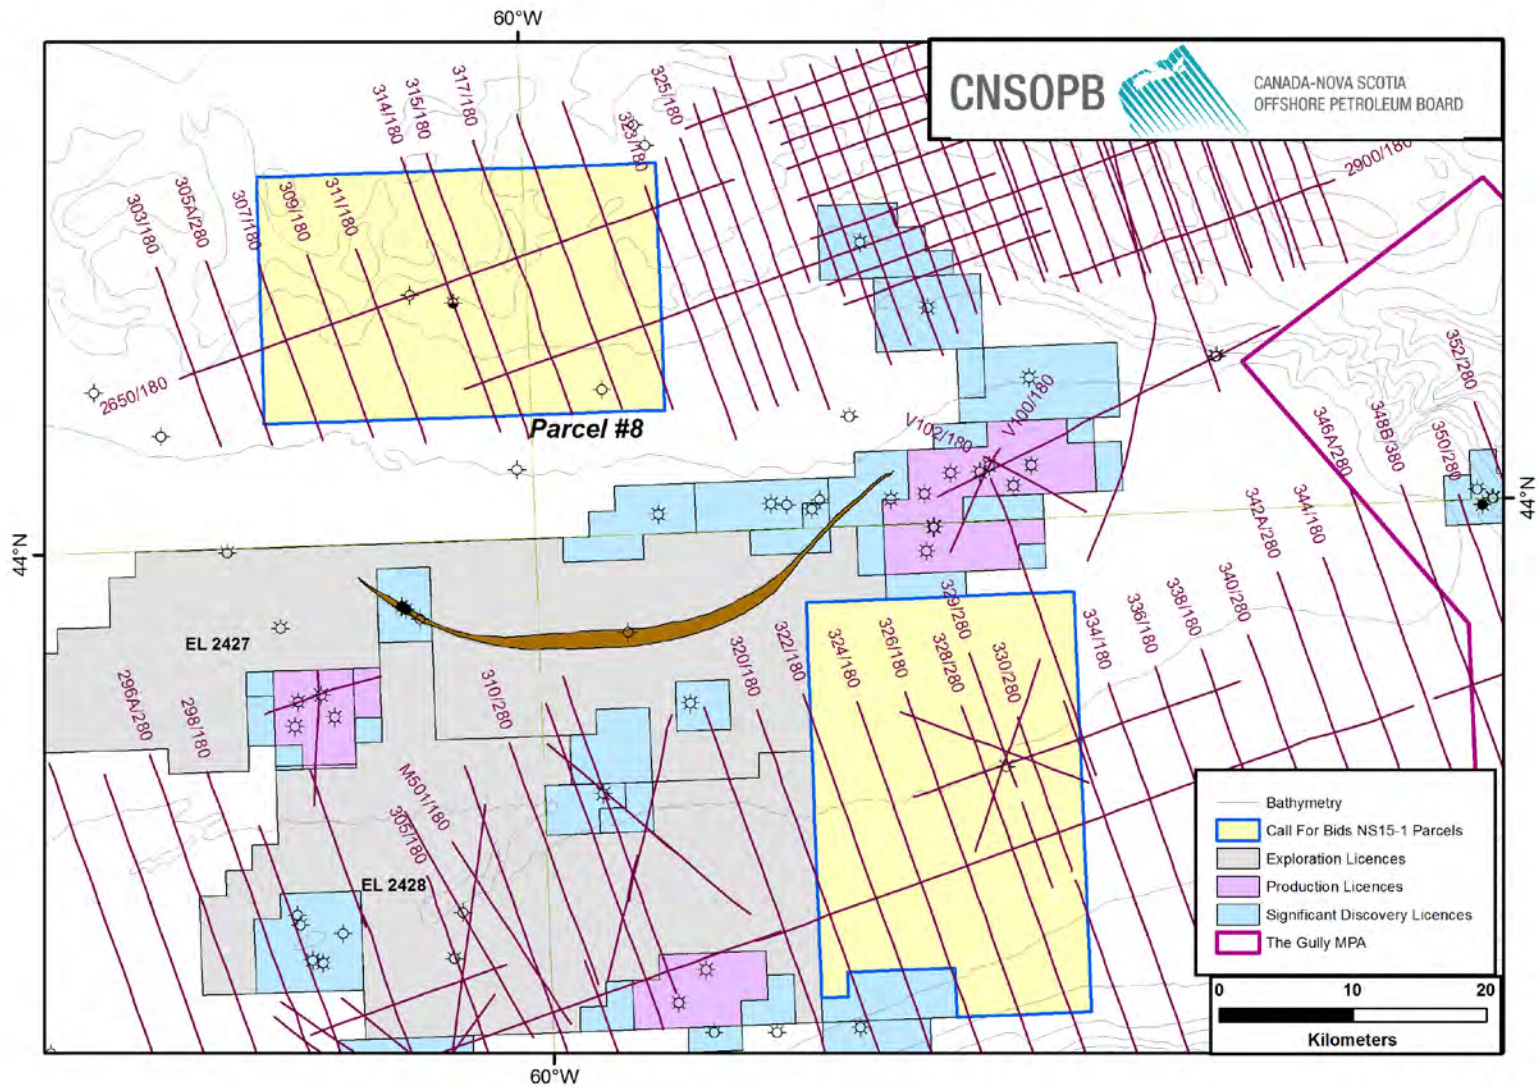 60°W
CNSOPB
CANADA-NOVA SCOTIA
OFFSHORE PETROLEUM BOARD
314/180
315/180
317/180
323/180
325/180
2900/180
303/180
305A/280
307/180
309/180
311/180
2650/180
Parcel #8
V102/180
V100/180
352/280
346A/280
348B/380
350/280
44°N
44°N
342A/280
344/180
EL 2427
296A/280
298/180
310/280
320/180
322/180
324/180
326/180
328/280
329/280
330/280
334/180
336/180
338/180
340/280
M501/180
305/180
EL 2428
Bathymetry
Call For Bids NS15-1 Parcels
Exploration Licences
Production Licences
Significant Discovery Licences
The Gully MPA
0 10 20
Kilometers
60°W